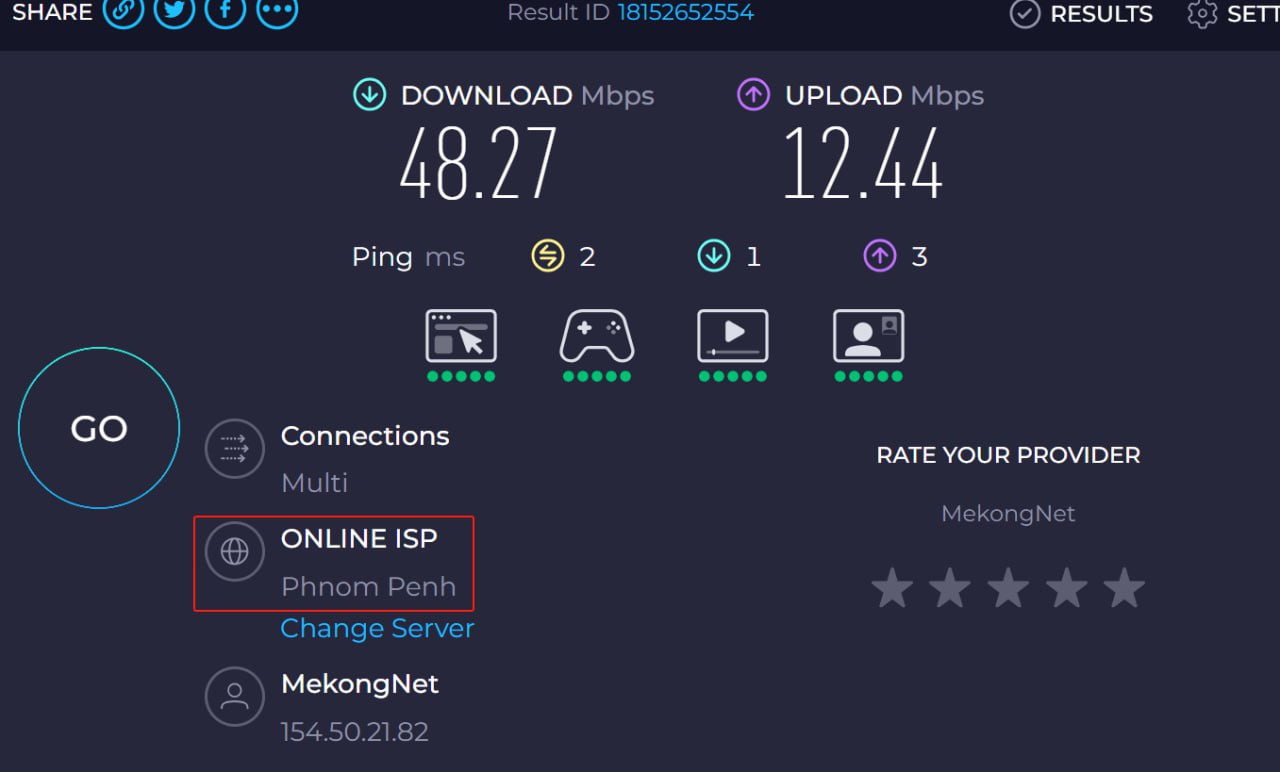 SHARE Result ID 18152652554 RESULTS SETT
DOWNLOAD Mbps UPLOAD Mbps
48.27 12.44
Ping ms 2 1 3
GO
Connections
Multi
ONLINE ISP
Phnom Penh
Change Server
MekongNet
154.50.21.82
RATE YOUR PROVIDER
MekongNet